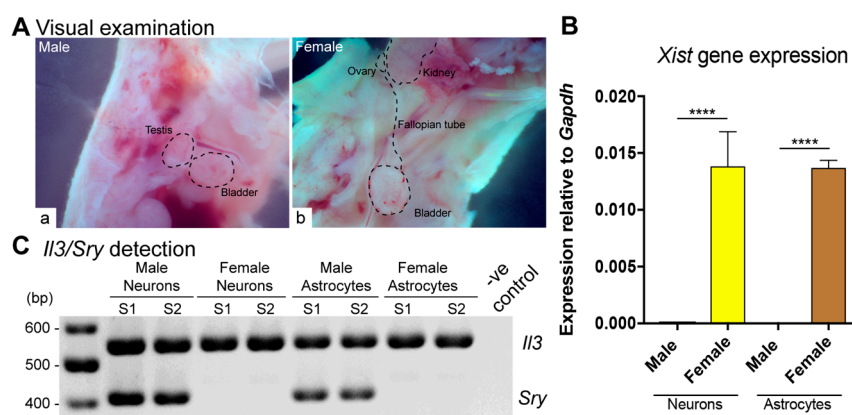 A Visual examination
Male
Testis
Bladder
a
Female
Ovary
Kidney
Fallopian tube
Bladder
b
B
Xist gene expression
Expression relative to Gapdh
0.020
0.015
0.010
0.005
0.000
****
****
Male
Female
Male
Female
Neurons
Astrocytes
C Il3/Sry detection
Male Female Male Female
Neurons Neurons Astrocytes Astrocytes
-ve
control
(bp) S1 S2 S1 S2 S1 S2 S1 S2
600 -
500 -
400 -
Il3
Sry